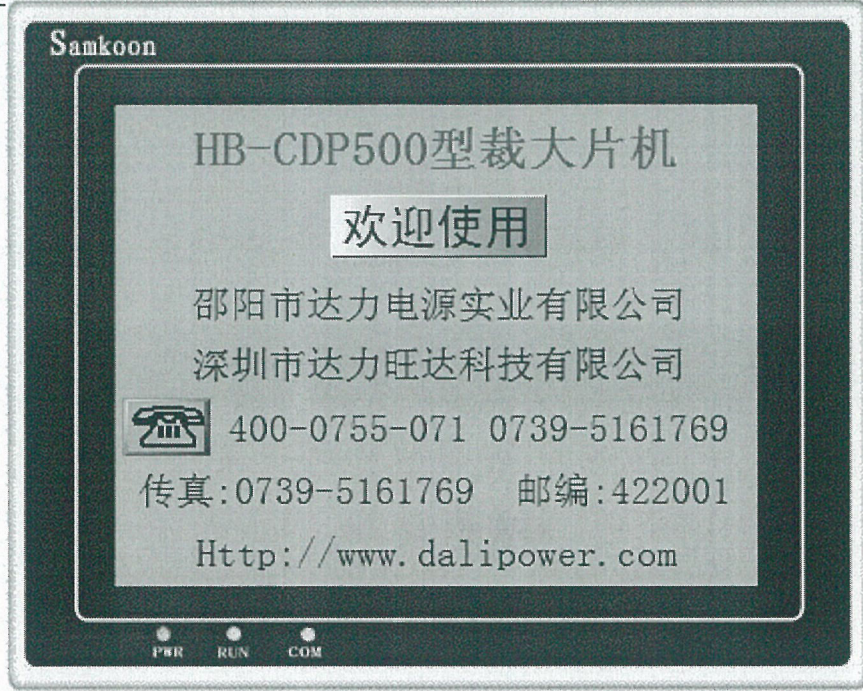 Samkoon
HB-CDP500型裁大片机
欢迎使用
邵阳市达力电源实业有限公司
深圳市达力旺达科技有限公司
400-0755-071 0739-5161769
传真:0739-5161769 邮编:422001
Http://www.dalipower.com
PWR RUN COM